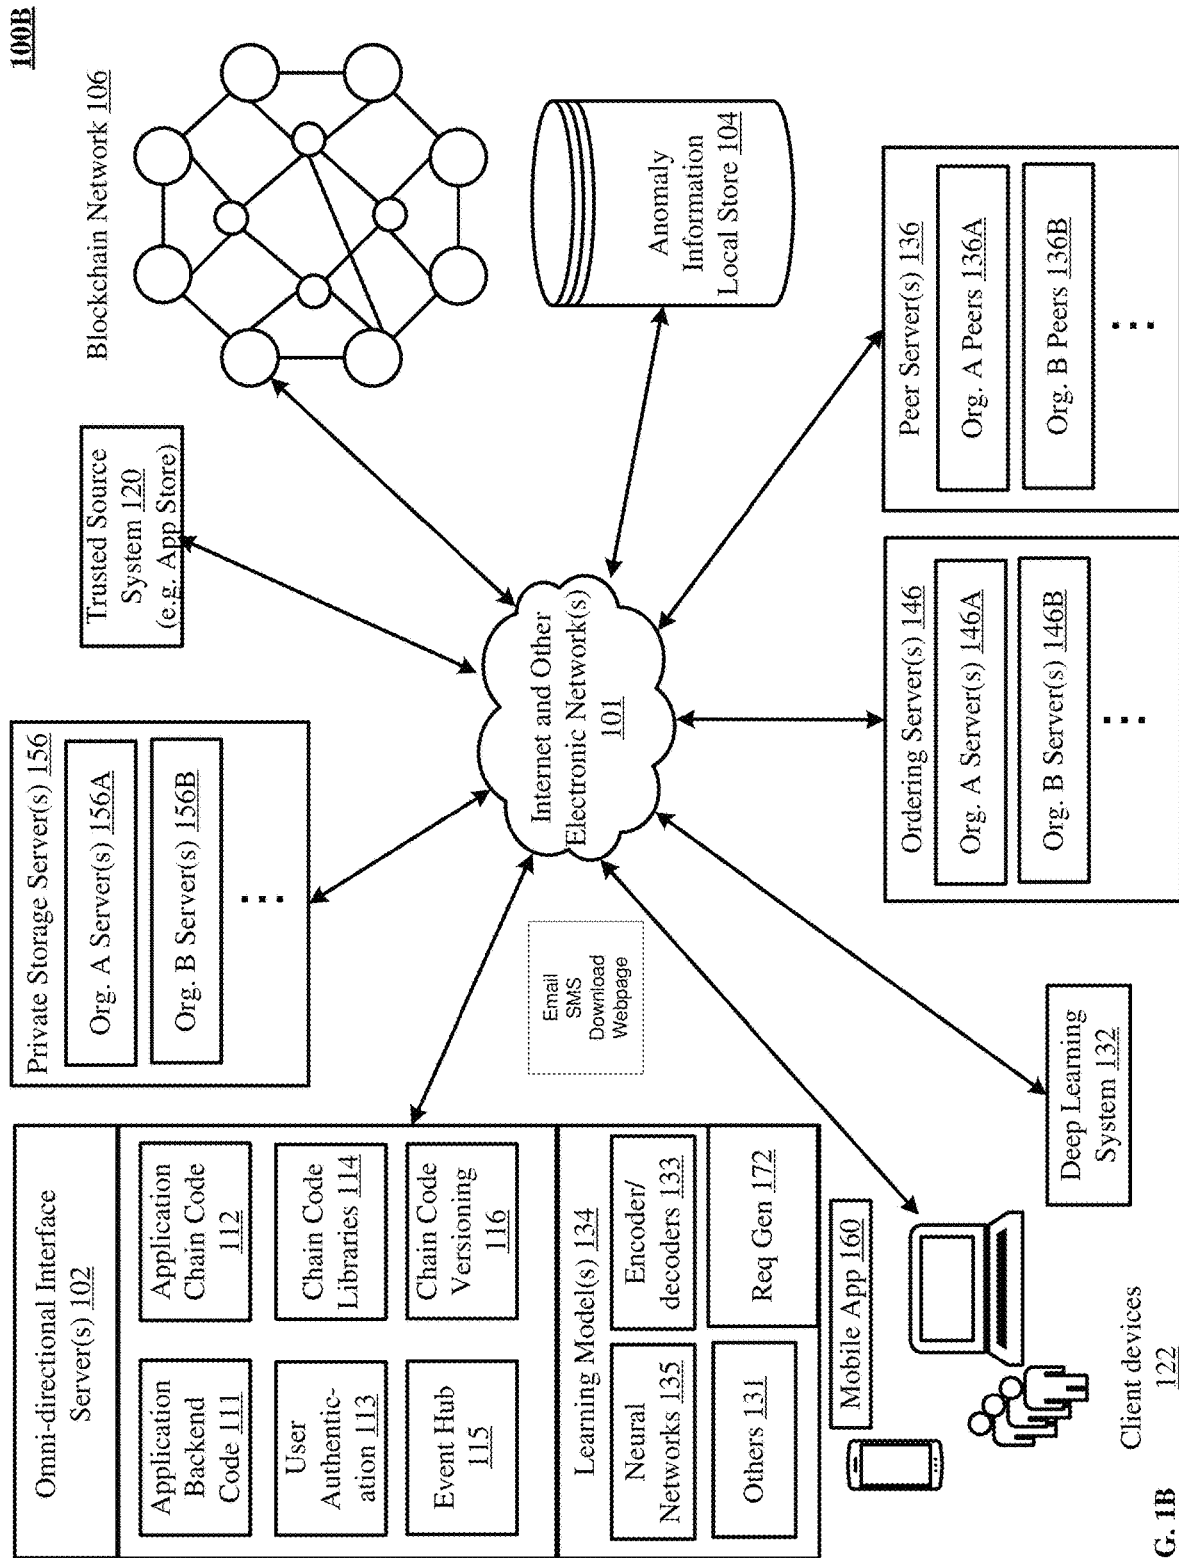 100B
Omni-directional Interface
Server(s) 102
Application
Backend
Code 111
Application
Chain Code
112
User
Authentic-
ation 113
Chain Code
Libraries 114
Event Hub
115
Chain Code
Versioning
116
Learning Model(s) 134
Neural
Networks 135
Encoder/
decoders 133
Others 131
Req Gen 172
Private Storage Server(s) 156
Org. A Server(s) 156A
Org. B Server(s) 156B
...
Trusted Source
System 120
(e.g. App Store)
Blockchain Network 106
Email
SMS
Download
Webpage
Internet and Other
Electronic Network(s)
101
Anomaly
Information
Local Store 104
Mobile App 160
Client devices
122
Deep Learning
System 132
Ordering Server(s) 146
Org. A Server(s) 146A
Org. B Server(s) 146B
...
Peer Server(s) 136
Org. A Peers 136A
Org. B Peers 136B
...
G. 1B